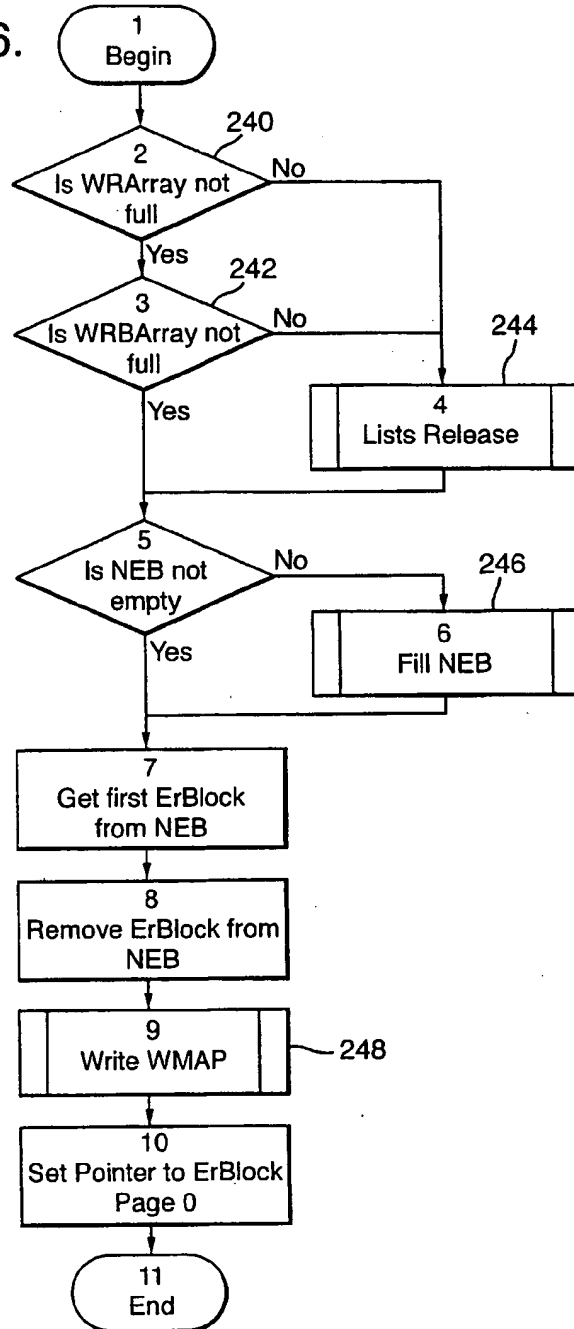 6.
1
Begin
240
2
Is WRArray not
full
No
Yes
242
3
Is WRBArray not
full
No
Yes
244
4
Lists Release
5
Is NEB not
empty
No
Yes
246
6
Fill NEB
7
Get first ErBlock
from NEB
8
Remove ErBlock from
NEB
9
Write WMAP
248
10
Set Pointer to ErBlock
Page 0
11
End